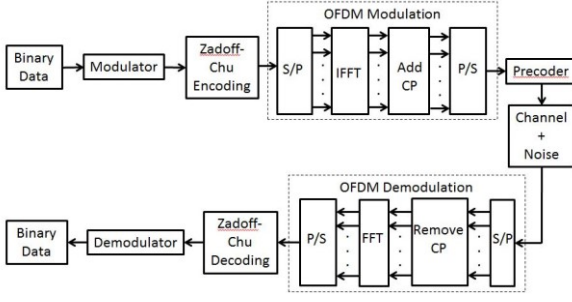 OFDM Modulation
Binary
Data
Modulator
Zadoff-
Chu
Encoding
S/P
IFFT
Add
CP
P/S
Precoder
Channel
+
Noise
OFDM Demodulation
Binary
Data
Demodulator
Zadoff-
Chu
Decoding
P/S
FFT
Remove
CP
S/P